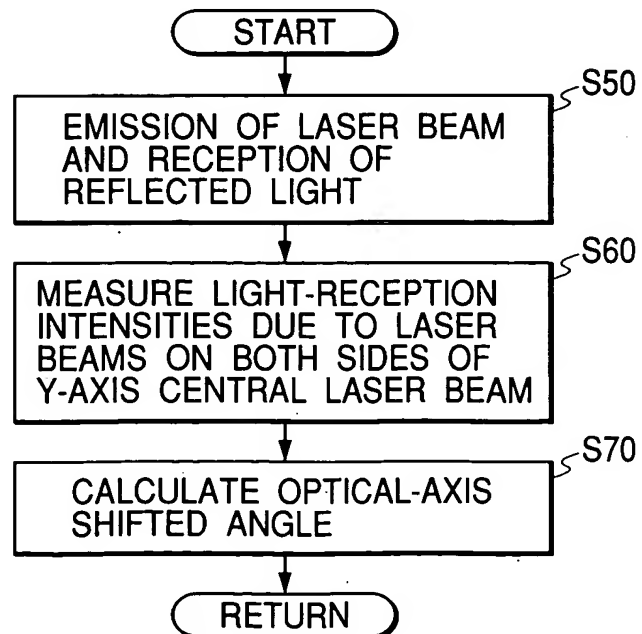 START
S50
EMISSION OF LASER BEAM
AND RECEPTION OF
REFLECTED LIGHT
S60
MEASURE LIGHT-RECEPTION
INTENSITIES DUE TO LASER
BEAMS ON BOTH SIDES OF
Y-AXIS CENTRAL LASER BEAM
S70
CALCULATE OPTICAL-AXIS
SHIFTED ANGLE
RETURN